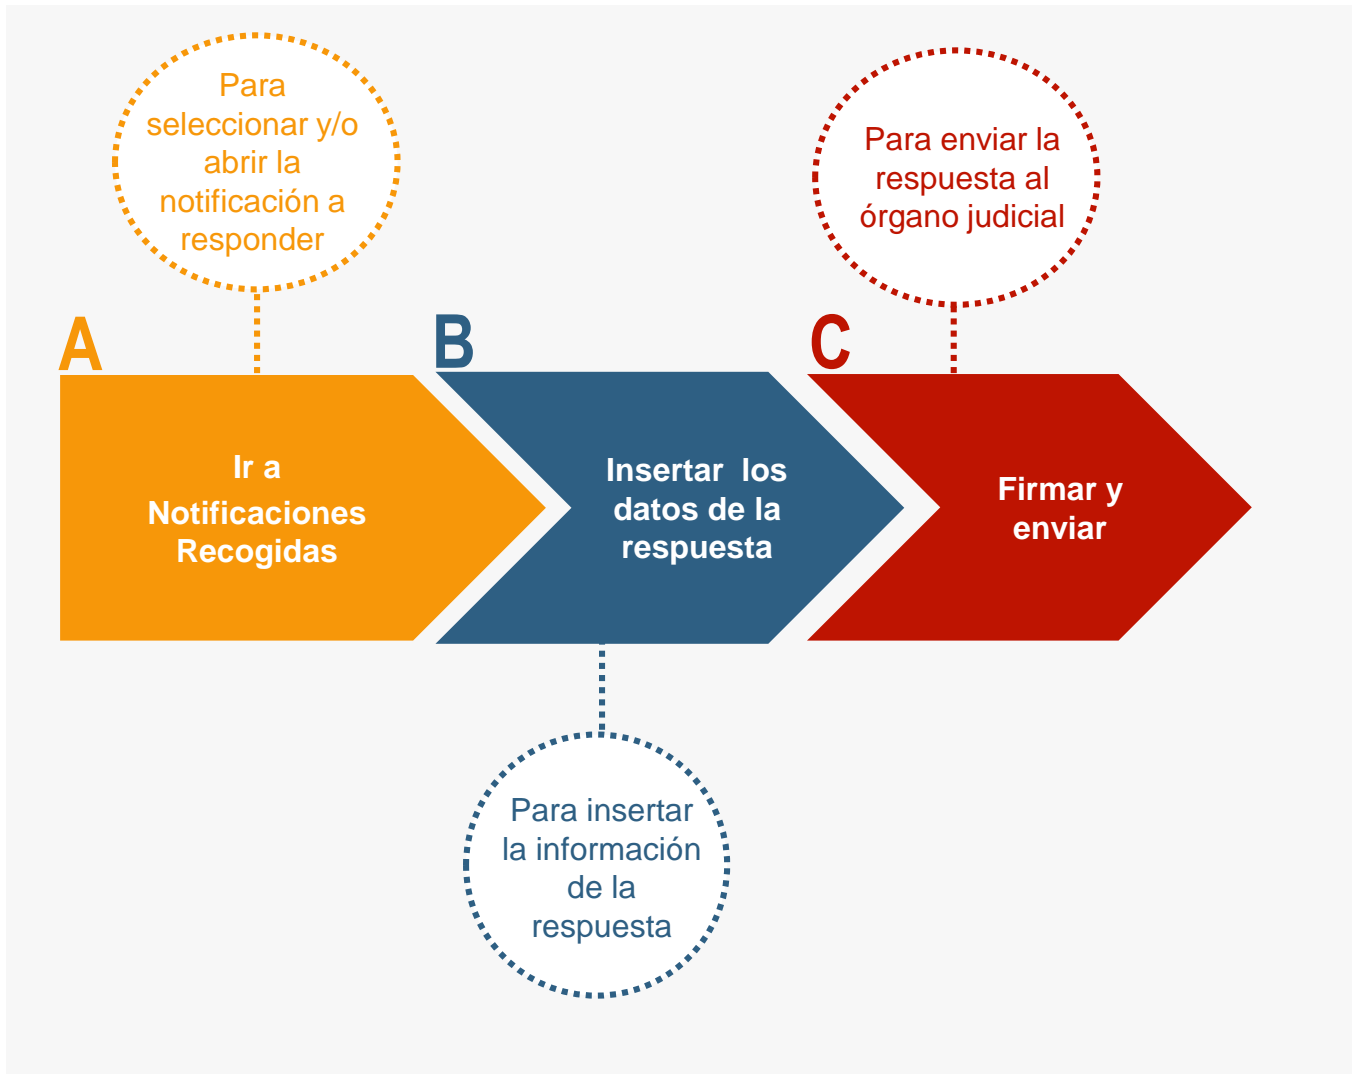 Para
seleccionar y/o
abrir la
notificación a
responder
Para enviar la
respuesta al
órgano judicial
A
B
C
Ir a
Notificaciones
Recogidas
Insertar  los
datos de la
respuesta
Firmar y
enviar
Para insertar
la información
de la
respuesta